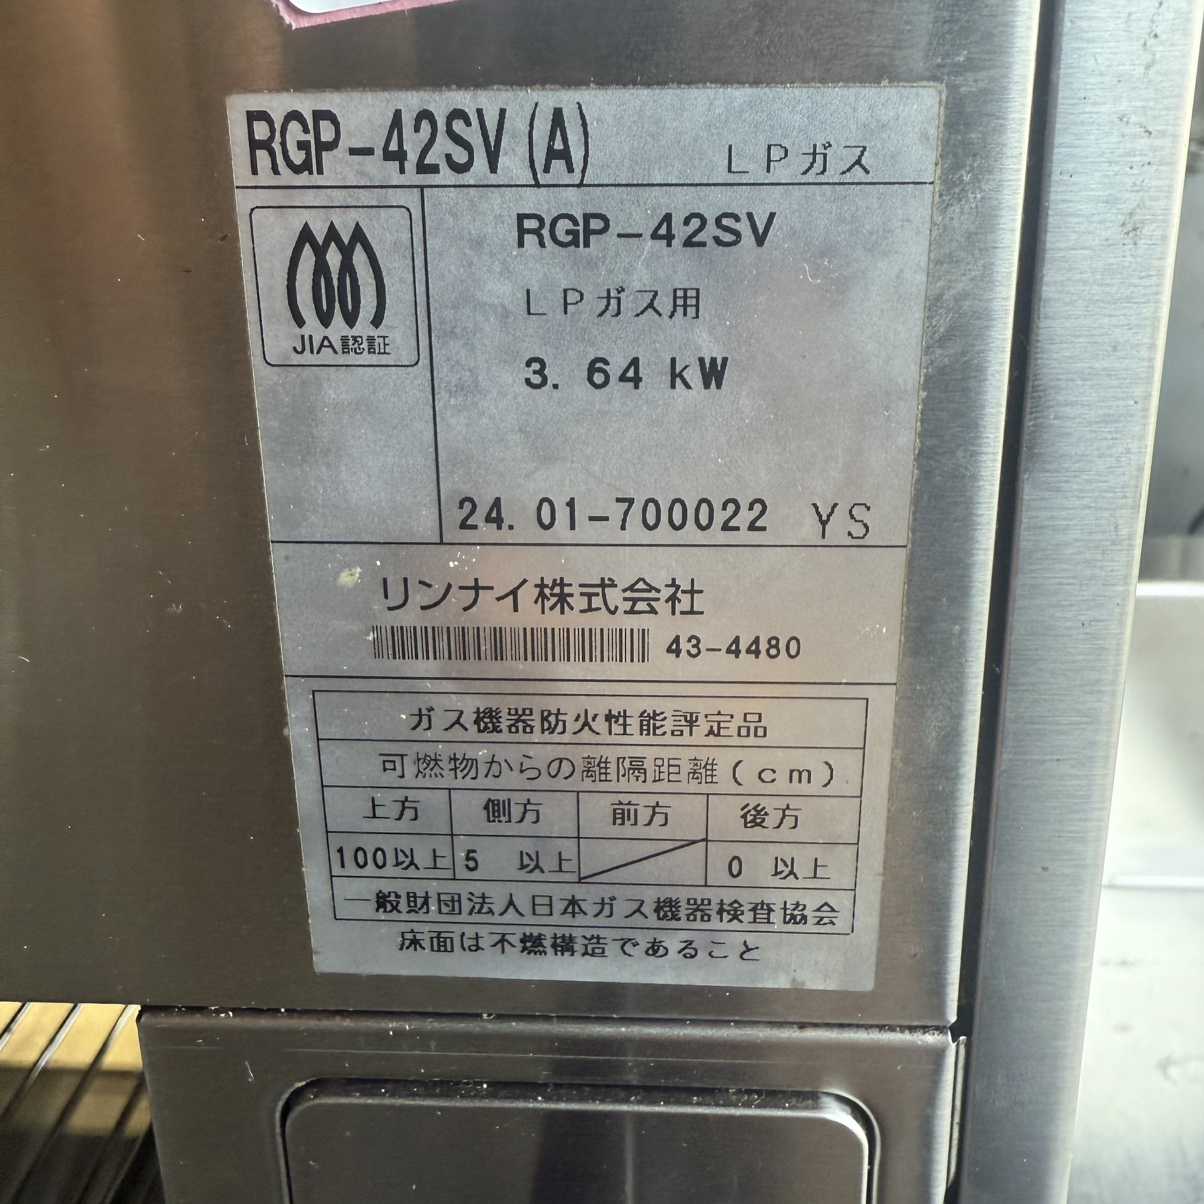 RGP-42SV(A) LPガス
JIA認証
RGP-42SV
LPガス用
3.64 kW
24.01-700022 YS
リンナイ株式会社
43-4480
ガス機器防火性能評定品
可燃物からの離隔距離(cm)
上方 側方 前方 後方
100以上 5 以上 0 以上
一般財団法人日本ガス機器検査協会
床面は不燃構造であること